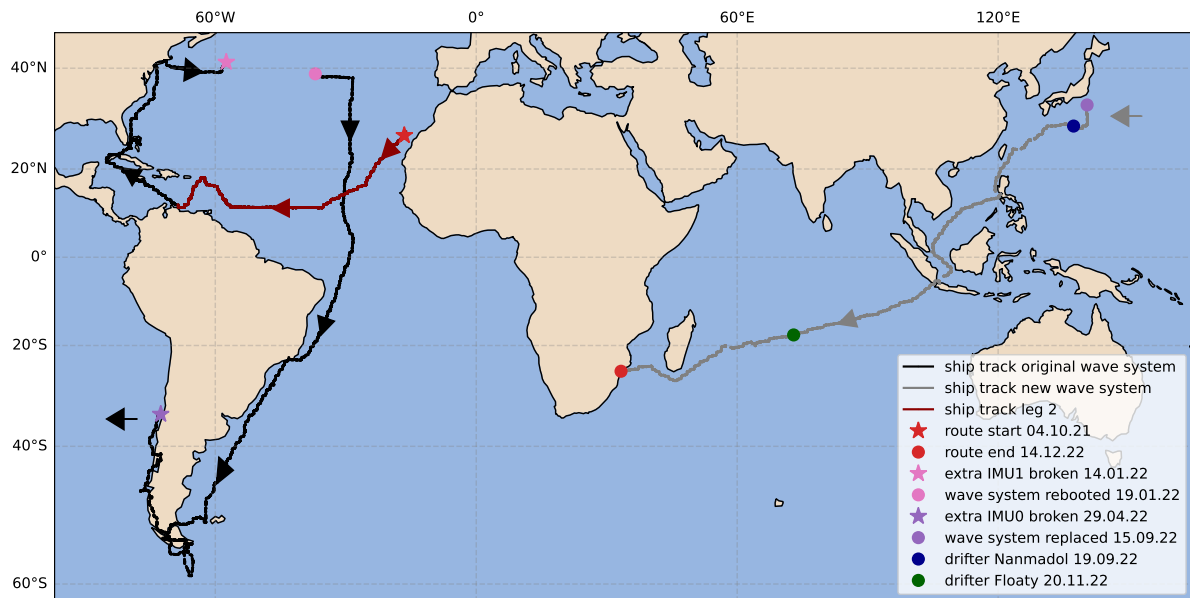 60°W 0° 60°E 120°E
40°N
20°N
0°
20°S
40°S
60°S
ship track original wave system
ship track new wave system
ship track leg 2
route start 04.10.21
route end 14.12.22
extra IMU1 broken 14.01.22
wave system rebooted 19.01.22
extra IMU0 broken 29.04.22
wave system replaced 15.09.22
drifter Nanmadol 19.09.22
drifter Floaty 20.11.22